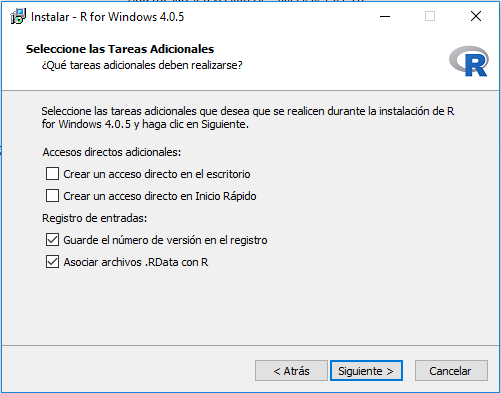 Instalar - R for Windows 4.0.5
Seleccione las Tareas Adicionales
¿Qué tareas adicionales deben realizarse?
R
Seleccione las tareas adicionales que desea que se realicen durante la instalación de R
for Windows 4.0.5 y haga clic en Siguiente.
Accesos directos adicionales:
Crear un acceso directo en el escritorio
Crear un acceso directo en Inicio Rápido
Registro de entradas:
Guarde el número de versión en el registro
Asociar archivos .RData con R
< Atrás
Siguiente >
Cancelar